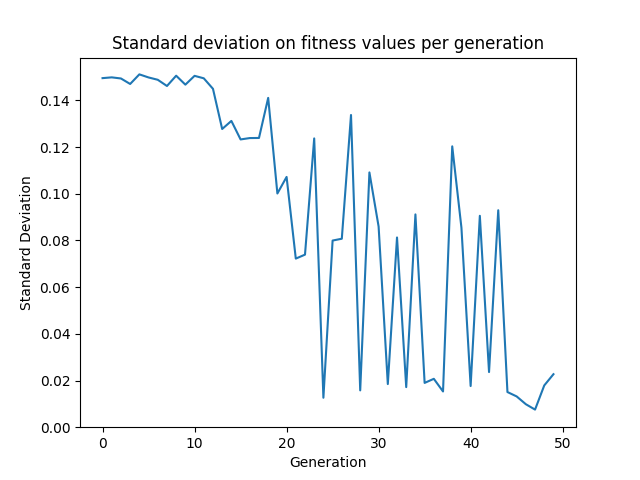 Standard deviation on fitness values per generation
Standard Deviation
0.14
0.12
0.10
0.08
0.06
0.04
0.02
0.00
0 10 20 30 40 50
Generation